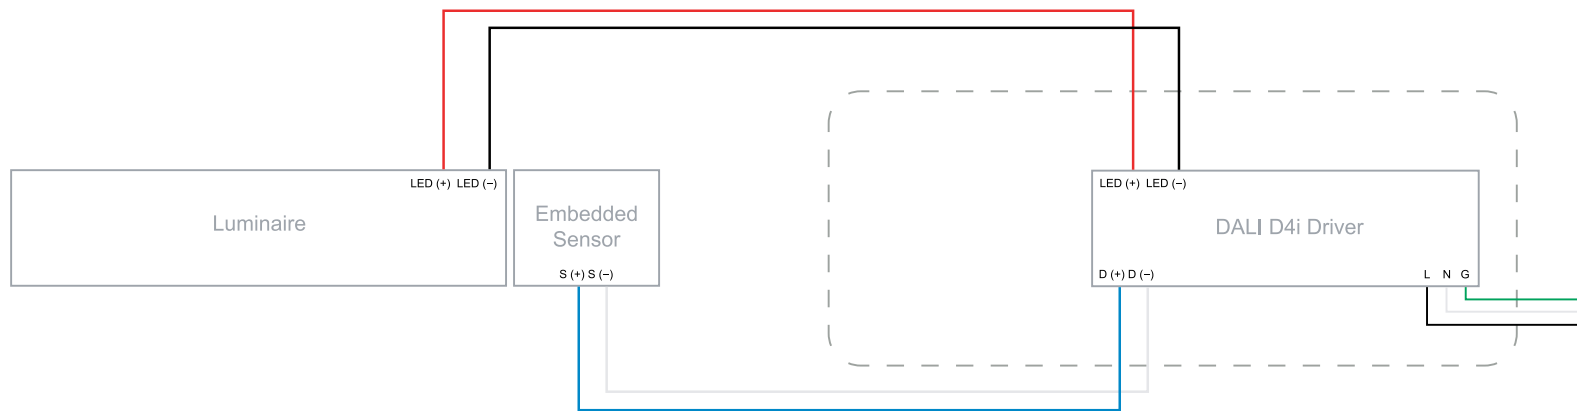 LED (+) LED (–)
Luminaire
Embedded
Sensor
S (+) S (–)
LED (+) LED (–)
DALI D4i Driver
D (+) D (–)
L N G